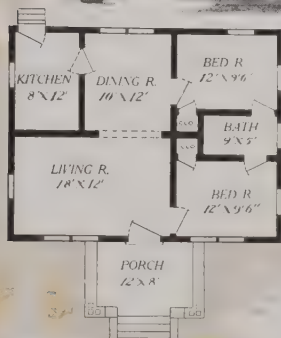 KITCHEN
8'X12'
DINING R.
10'X12'
BED R
12'X9'6"
BATH
9'X5'
LIVING R.
18'X12'
BED R
12'X9'6"
PORCH
12'X8'